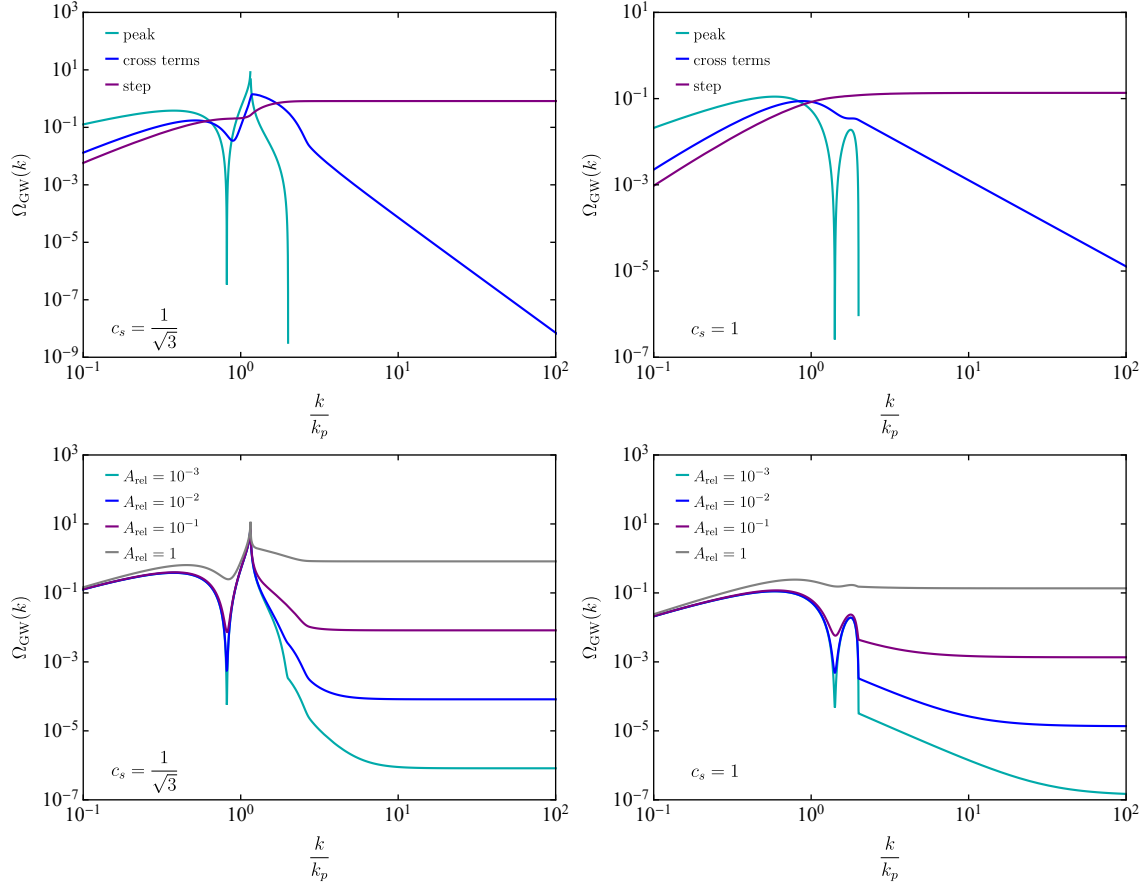 10^3
10^1
10^-1
10^-3
10^-5
10^-7
10^-9
Ω_GW(k)
peak
cross terms
step
c_s = 1/√3
10^-1
10^0
10^1
10^2
k/k_p
10^1
10^-1
10^-3
10^-5
10^-7
Ω_GW(k)
peak
cross terms
step
c_s = 1
10^-1
10^0
10^1
10^2
k/k_p
10^3
10^1
10^-1
10^-3
10^-5
10^-7
Ω_GW(k)
A_rel = 10^-3
A_rel = 10^-2
A_rel = 10^-1
A_rel = 1
c_s = 1/√3
10^-1
10^0
10^1
10^2
k/k_p
10^3
10^1
10^-1
10^-3
10^-5
10^-7
Ω_GW(k)
A_rel = 10^-3
A_rel = 10^-2
A_rel = 10^-1
A_rel = 1
c_s = 1
10^-1
10^0
10^1
10^2
k/k_p